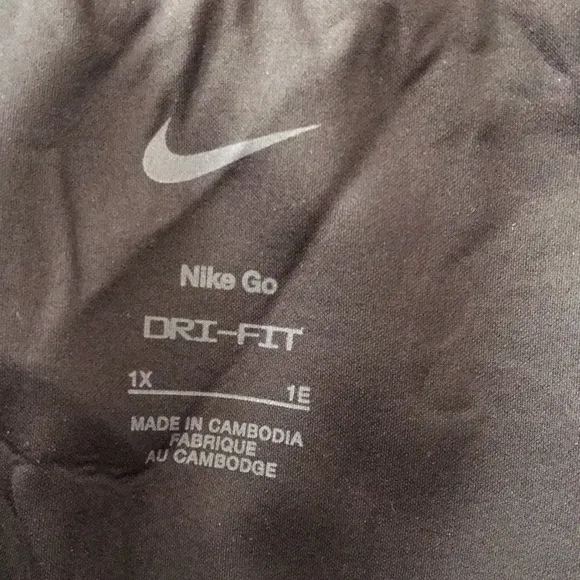 Nike Go
DRI-FIT
1X 1E
MADE IN CAMBODIA
FABRIQUE
AU CAMBODGE